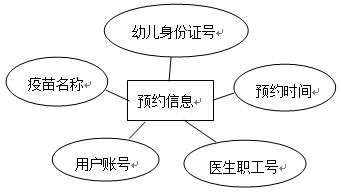 幼儿身份证号
疫苗名称
预约信息
预约时间
用户账号
医生职工号